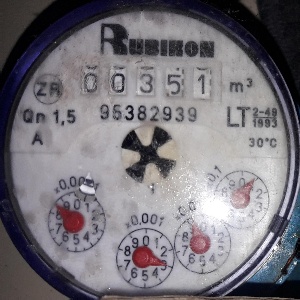 RUBIKON
ZR 00351 m³
Qn 1,5 95382939 LT 2-49 1993
A 30°C
x0,0001 x0,001 x0,01 x0,1